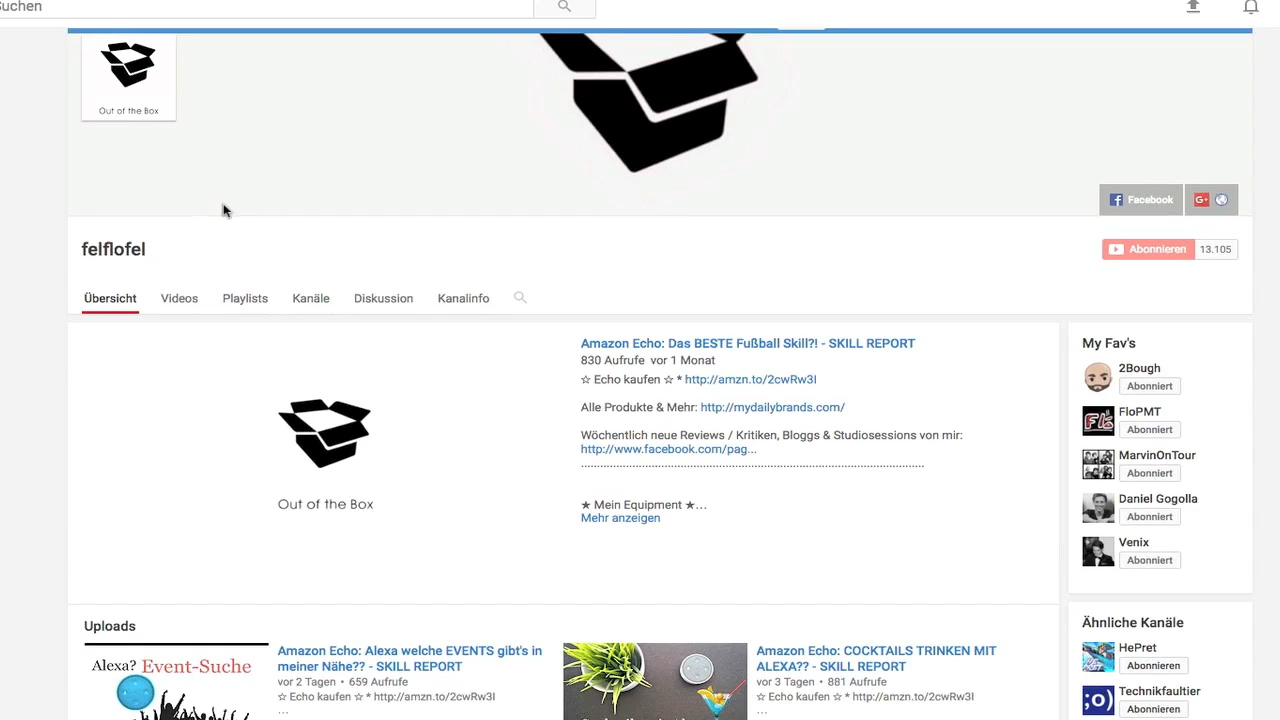 Suchen
Out of the Box
Facebook
G+
felflofel
Abonnieren 13.105
Übersicht Videos Playlists Kanäle Diskussion Kanalinfo
Amazon Echo: Das BESTE Fußball Skill?! - SKILL REPORT
830 Aufrufe vor 1 Monat
☆ Echo kaufen ☆ * http://amzn.to/2cwRw3I
Alle Produkte & Mehr: http://mydailybrands.com/
Wöchentlich neue Reviews / Kritiken, Bloggs & Studiosessions von mir:
http://www.facebook.com/pag...
★ Mein Equipment ★...
Mehr anzeigen
Out of the Box
My Fav's
2Bough
Abonniert
FloPMT
Abonniert
MarvinOnTour
Abonniert
Daniel Gogolla
Abonniert
Venix
Abonniert
Uploads
Alexa? Event-Suche
Amazon Echo: Alexa welche EVENTS gibt's in
meiner Nähe?? - SKILL REPORT
vor 2 Tagen • 659 Aufrufe
☆ Echo kaufen ☆ * http://amzn.to/2cwRw3I
...
Amazon Echo: COCKTAILS TRINKEN MIT
ALEXA?? - SKILL REPORT
vor 3 Tagen • 881 Aufrufe
☆ Echo kaufen ☆ * http://amzn.to/2cwRw3I
...
Ähnliche Kanäle
HePret
Abonnieren
;o)
Technikfaultier
Abonnieren